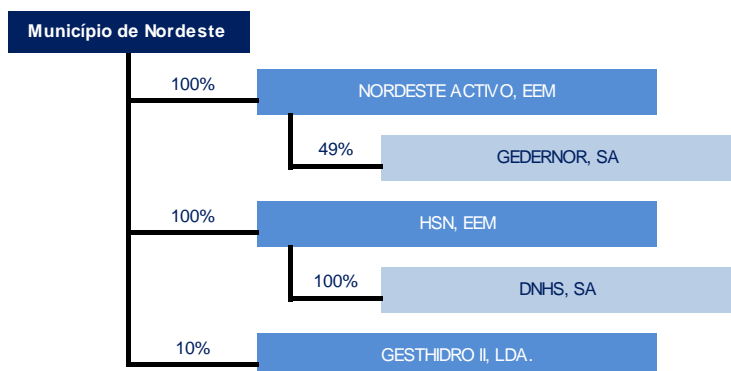 Município de Nordeste
100%
NORDESTE ACTIVO, EEM
49%
GEDERNOR, SA
100%
HSN, EEM
100%
DNHS, SA
10%
GESTHIDRO II, LDA.